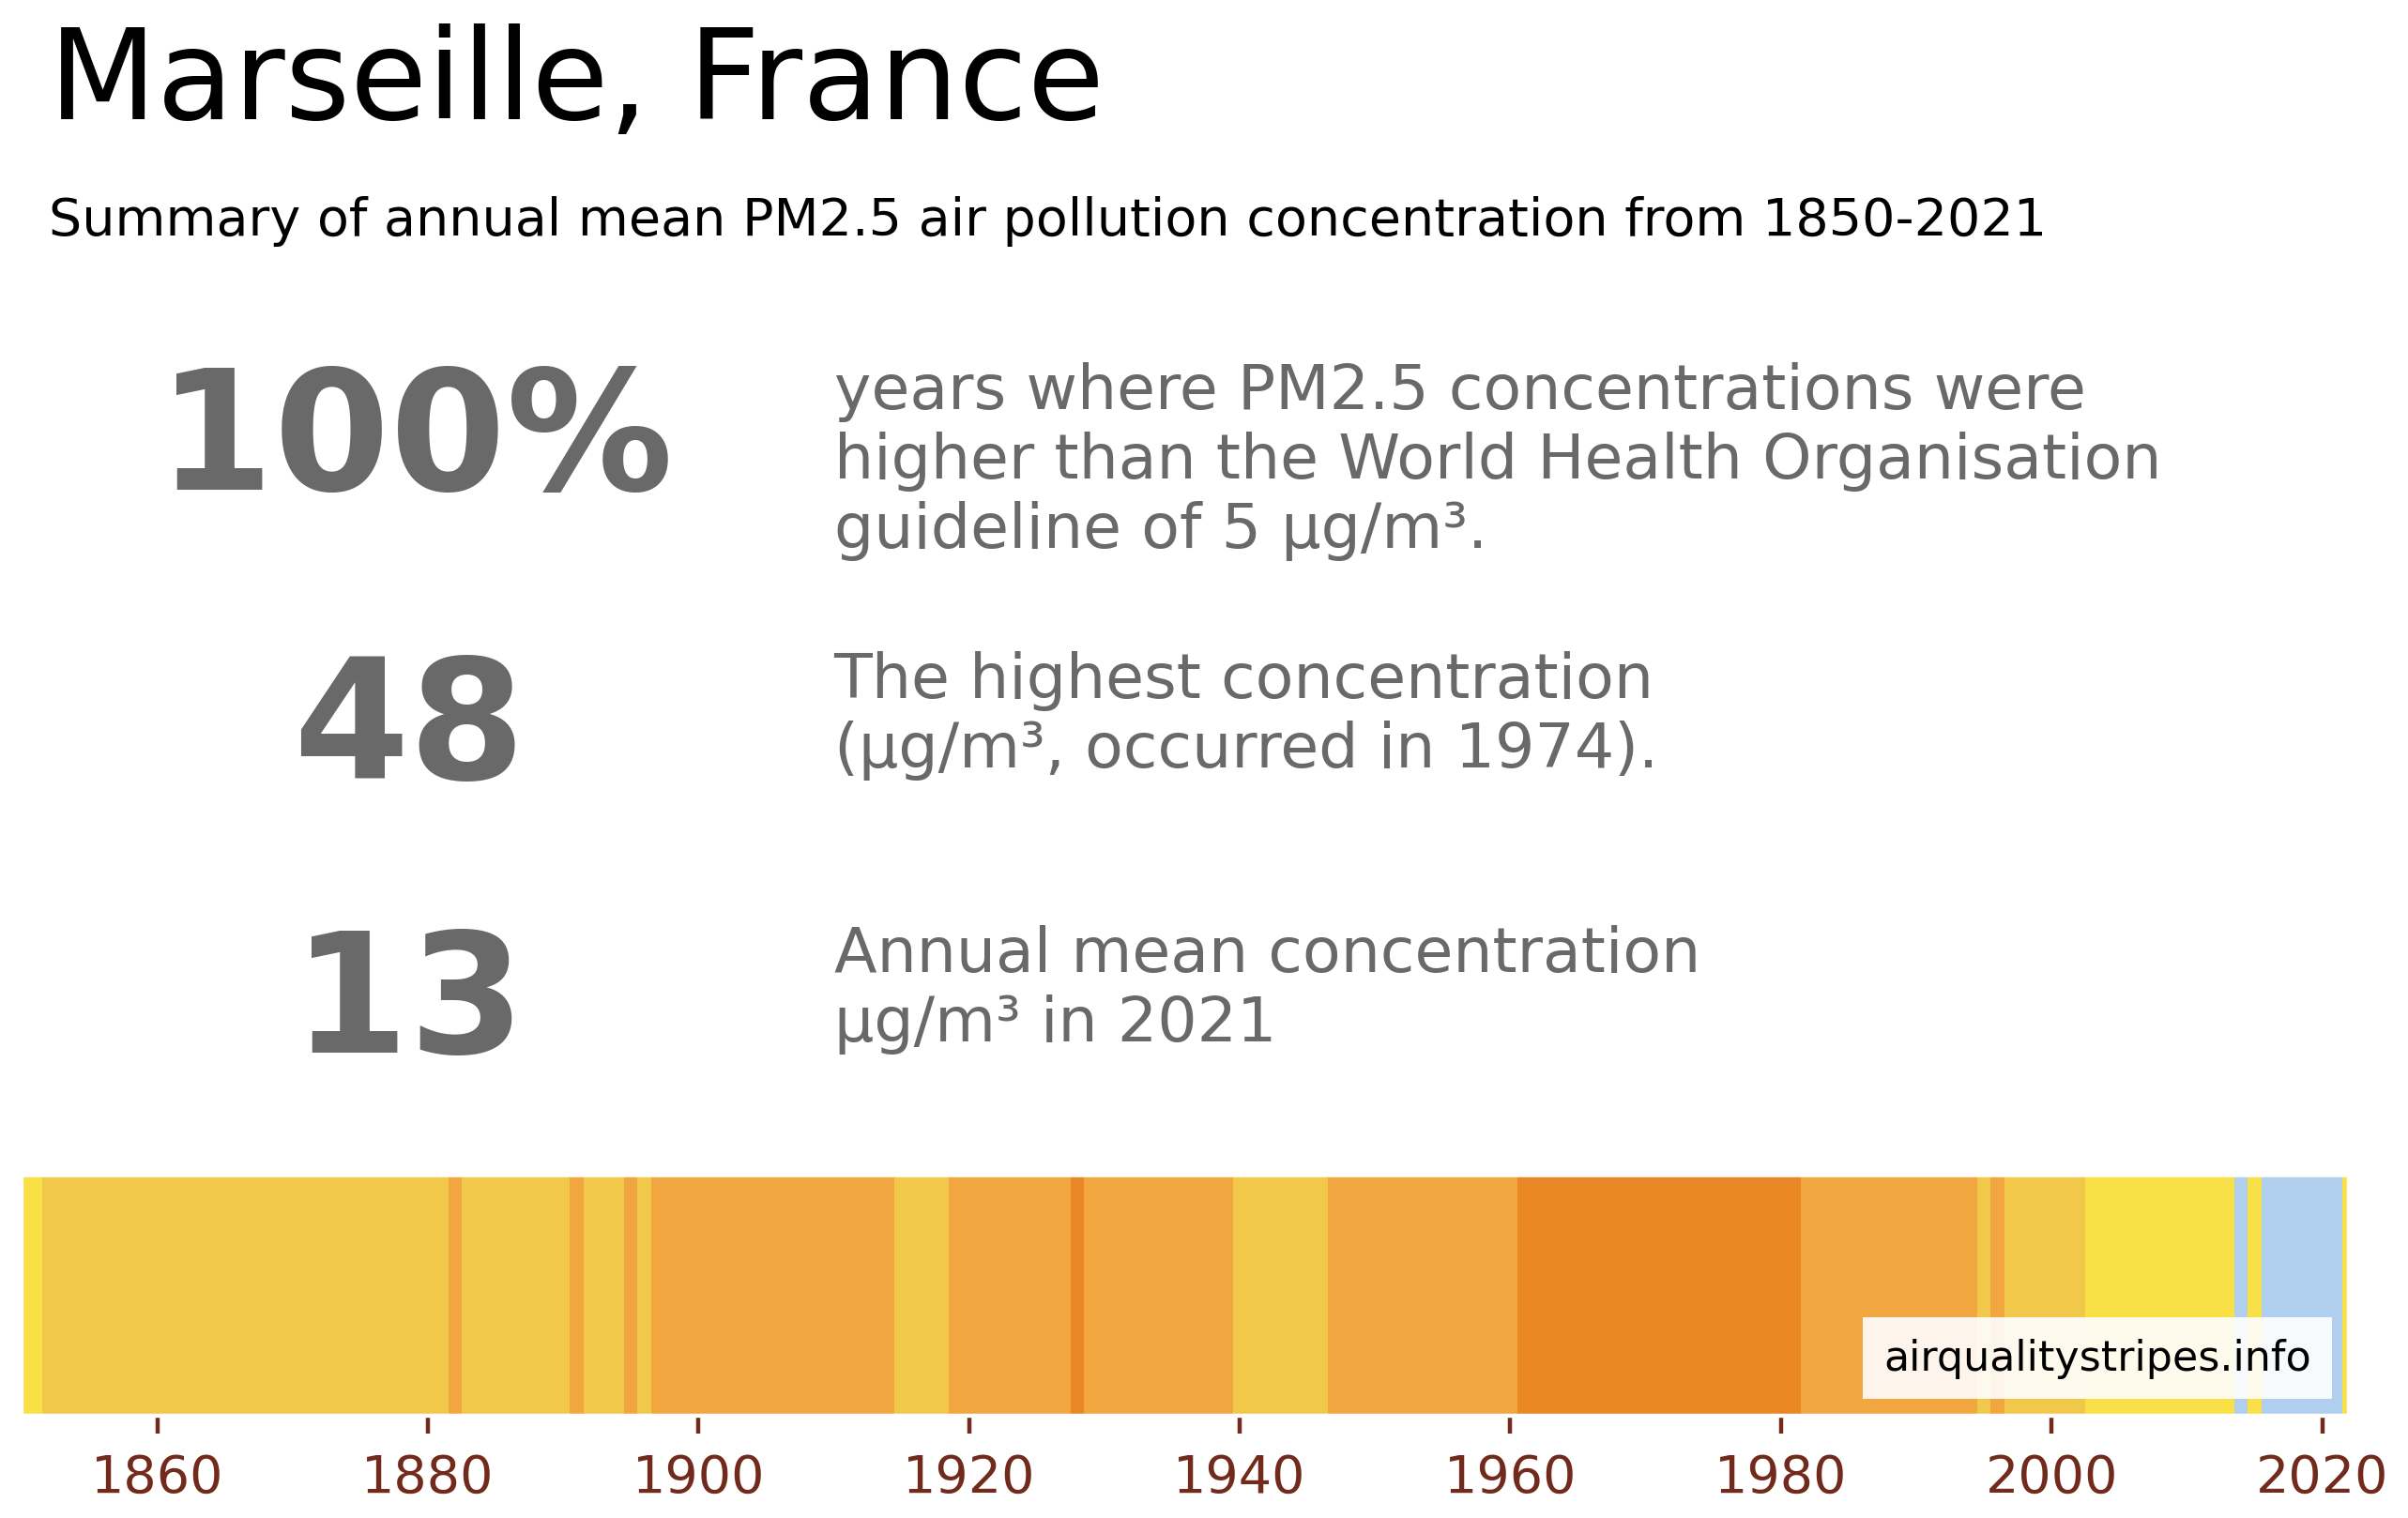 Marseille, France
Summary of annual mean PM2.5 air pollution concentration from 1850-2021
100%
years where PM2.5 concentrations were
higher than the World Health Organisation
guideline of 5 µg/m³.
48
The highest concentration
(µg/m³, occurred in 1974).
13
Annual mean concentration
µg/m³ in 2021
airqualitystripes.info
1860 1880 1900 1920 1940 1960 1980 2000 2020